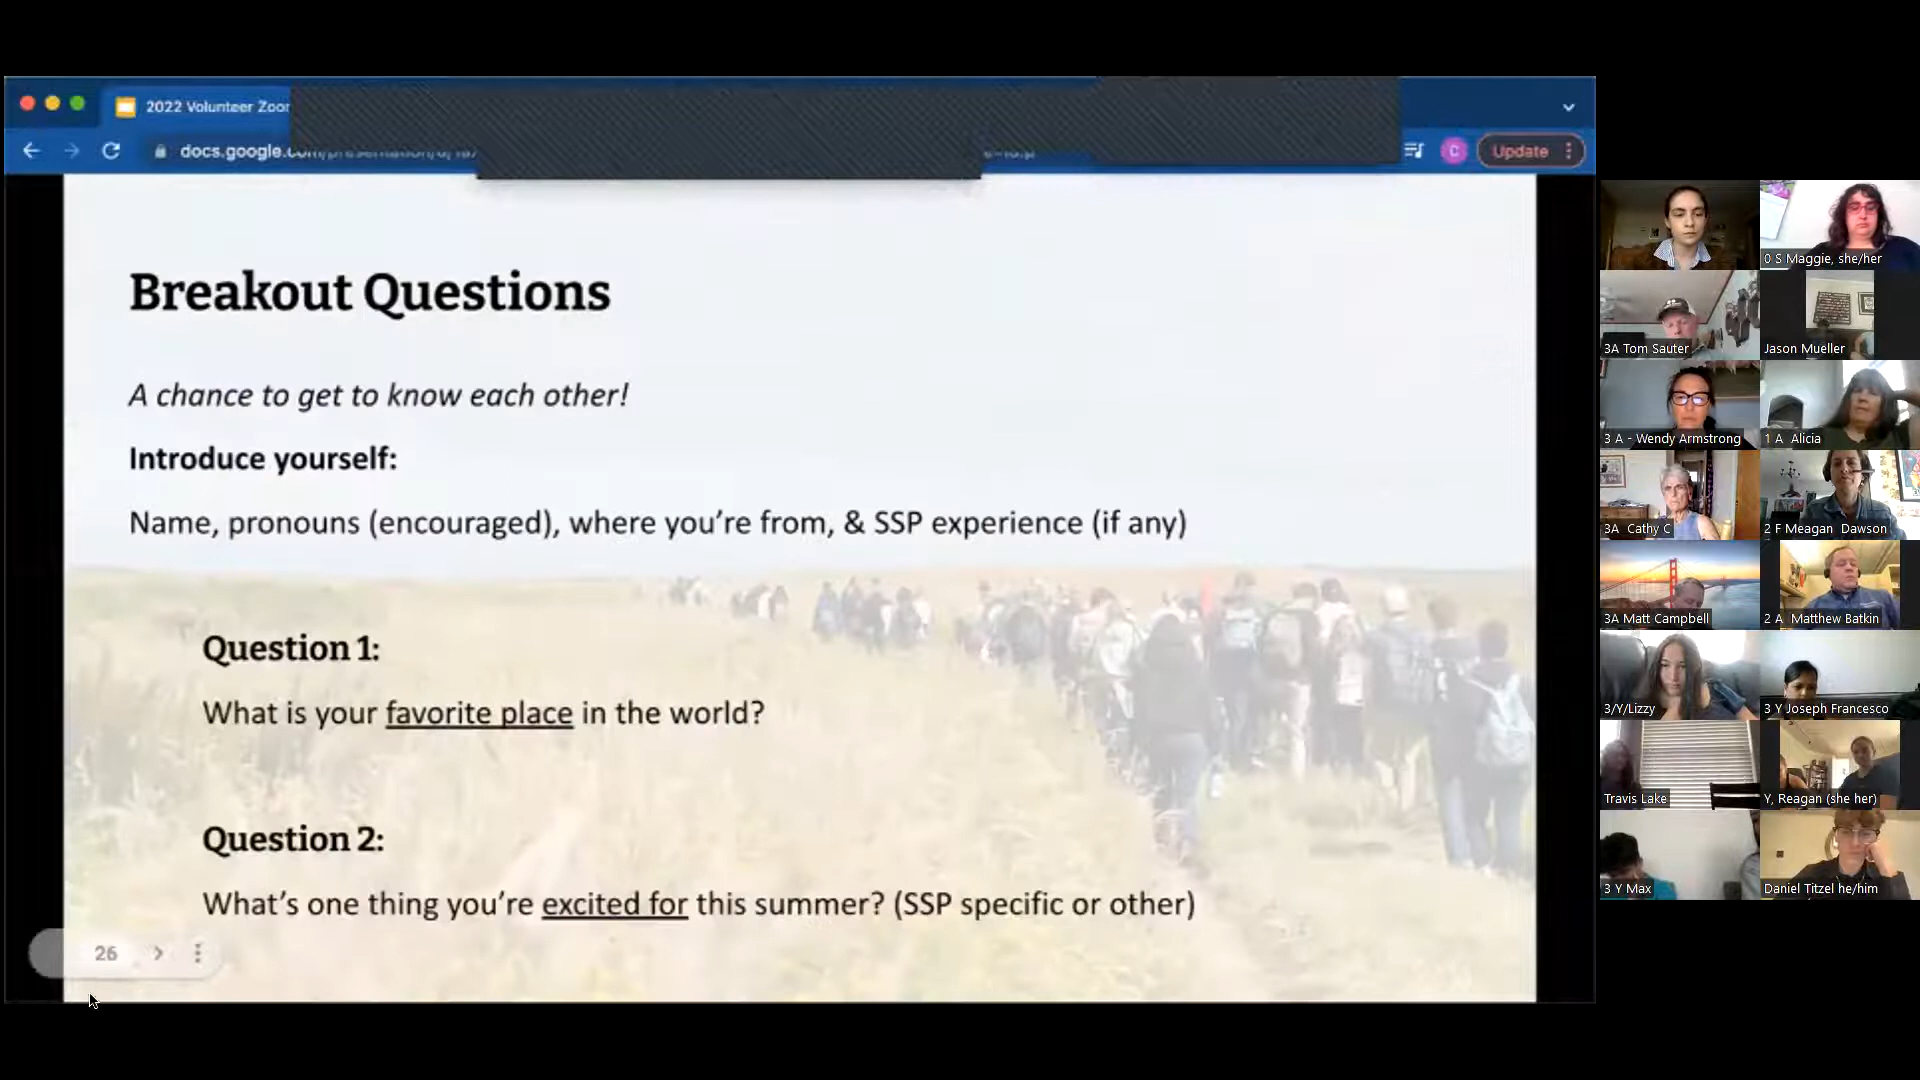 2022 Volunteer Zoor
docs.google.com/presentation/d/
Update
Breakout Questions
A chance to get to know each other!
Introduce yourself:
Name, pronouns (encouraged), where you’re from, & SSP experience (if any)
Question 1:
What is your favorite place in the world?
Question 2:
What’s one thing you’re excited for this summer? (SSP specific or other)
26
C
0 S Maggie, she/her
3A Tom Sauter
Jason Mueller
3 A - Wendy Armstrong
1 A Alicia
3A Cathy C
2 F Meagan Dawson
3A Matt Campbell
2 A Matthew Batkin
3/Y/Lizzy
3 Y Joseph Francesco
Travis Lake
Y, Reagan (she her)
3 Y Max
Daniel Titzel he/him